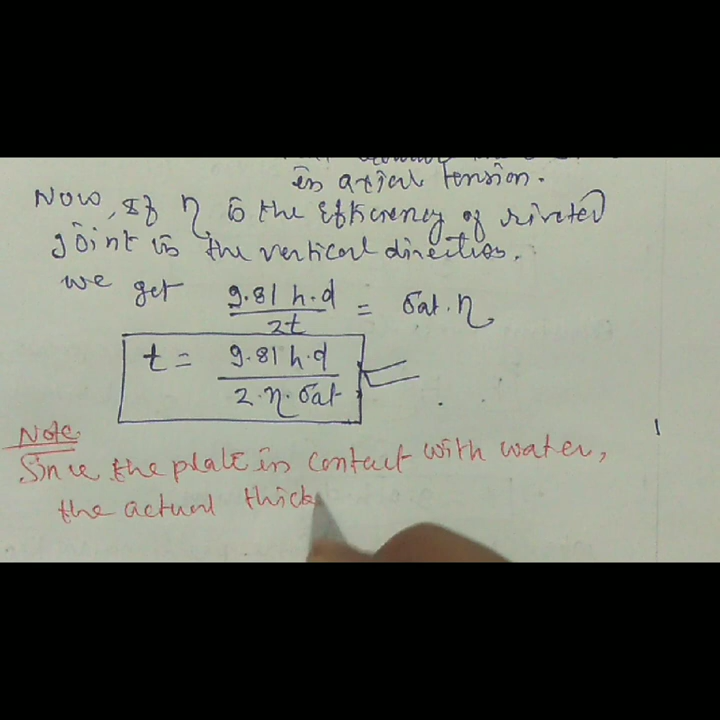 in axial tension.
Now, if η is the Efficiency of riveted
joint in the vertical direction.
we get 9.81 h.d / 2t = σat . η
t = 9.81 h.d / 2.η.σat
Note
Since the plate in contact with water,
the actual thick